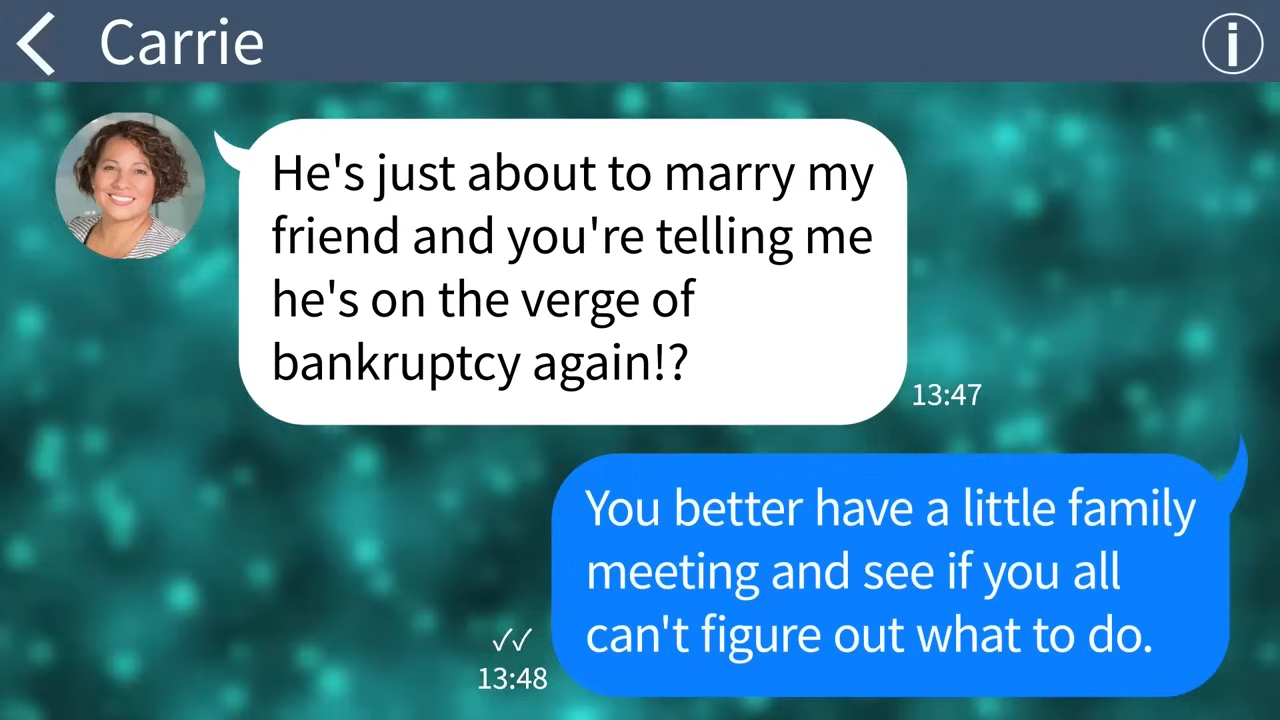 Carrie
He's just about to marry my
friend and you're telling me
he's on the verge of
bankruptcy again!?
13:47
You better have a little family
meeting and see if you all
can't figure out what to do.
13:48